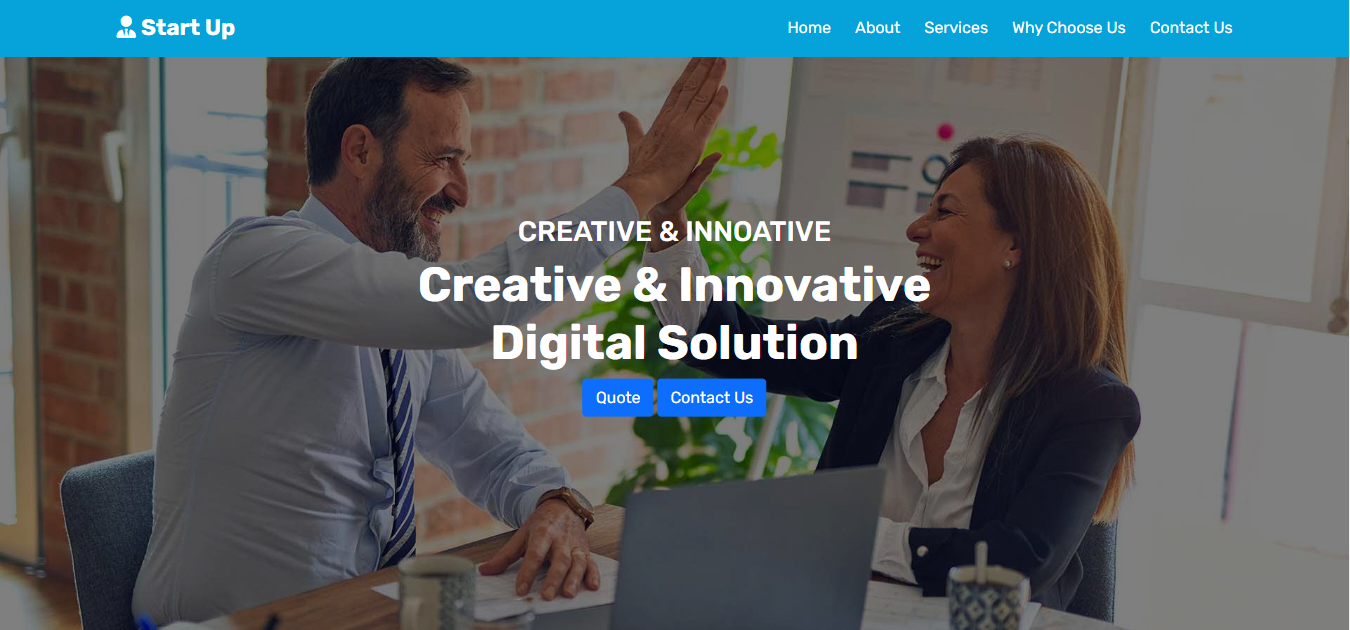 Start Up
Home About Services Why Choose Us Contact Us
CREATIVE & INNOATIVE
Creative & Innovative
Digital Solution
Quote Contact Us